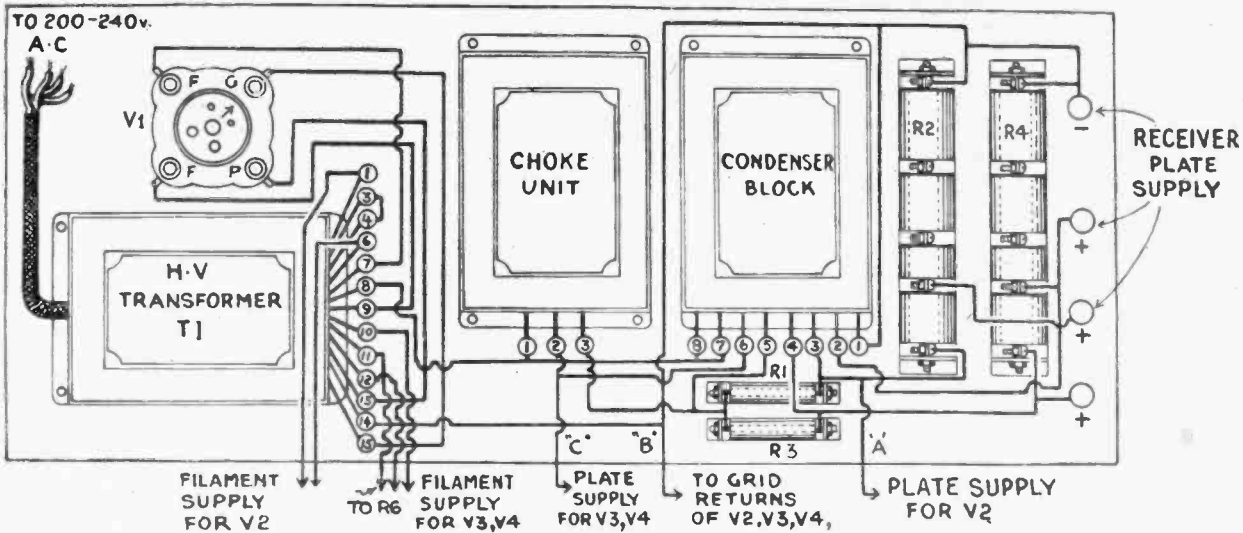 TO 200-240v.
A·C
F
G
V1
F
P
H·V
TRANSFORMER
T1
1
3
4
6
7
8
9
10
11
12
13
14
15
CHOKE
UNIT
1
2
3
CONDENSER
BLOCK
7
6
5
4
3
2
1
R1
R3
R2
R4
-
+
+
+
RECEIVER
PLATE
SUPPLY
"C"
"B"
"A"
FILAMENT
SUPPLY
FOR V2
TO R6
FILAMENT
SUPPLY
FOR V3,V4
PLATE
SUPPLY
FOR V3,V4
TO GRID
RETURNS
OF V2,V3,V4,
PLATE SUPPLY
FOR V2